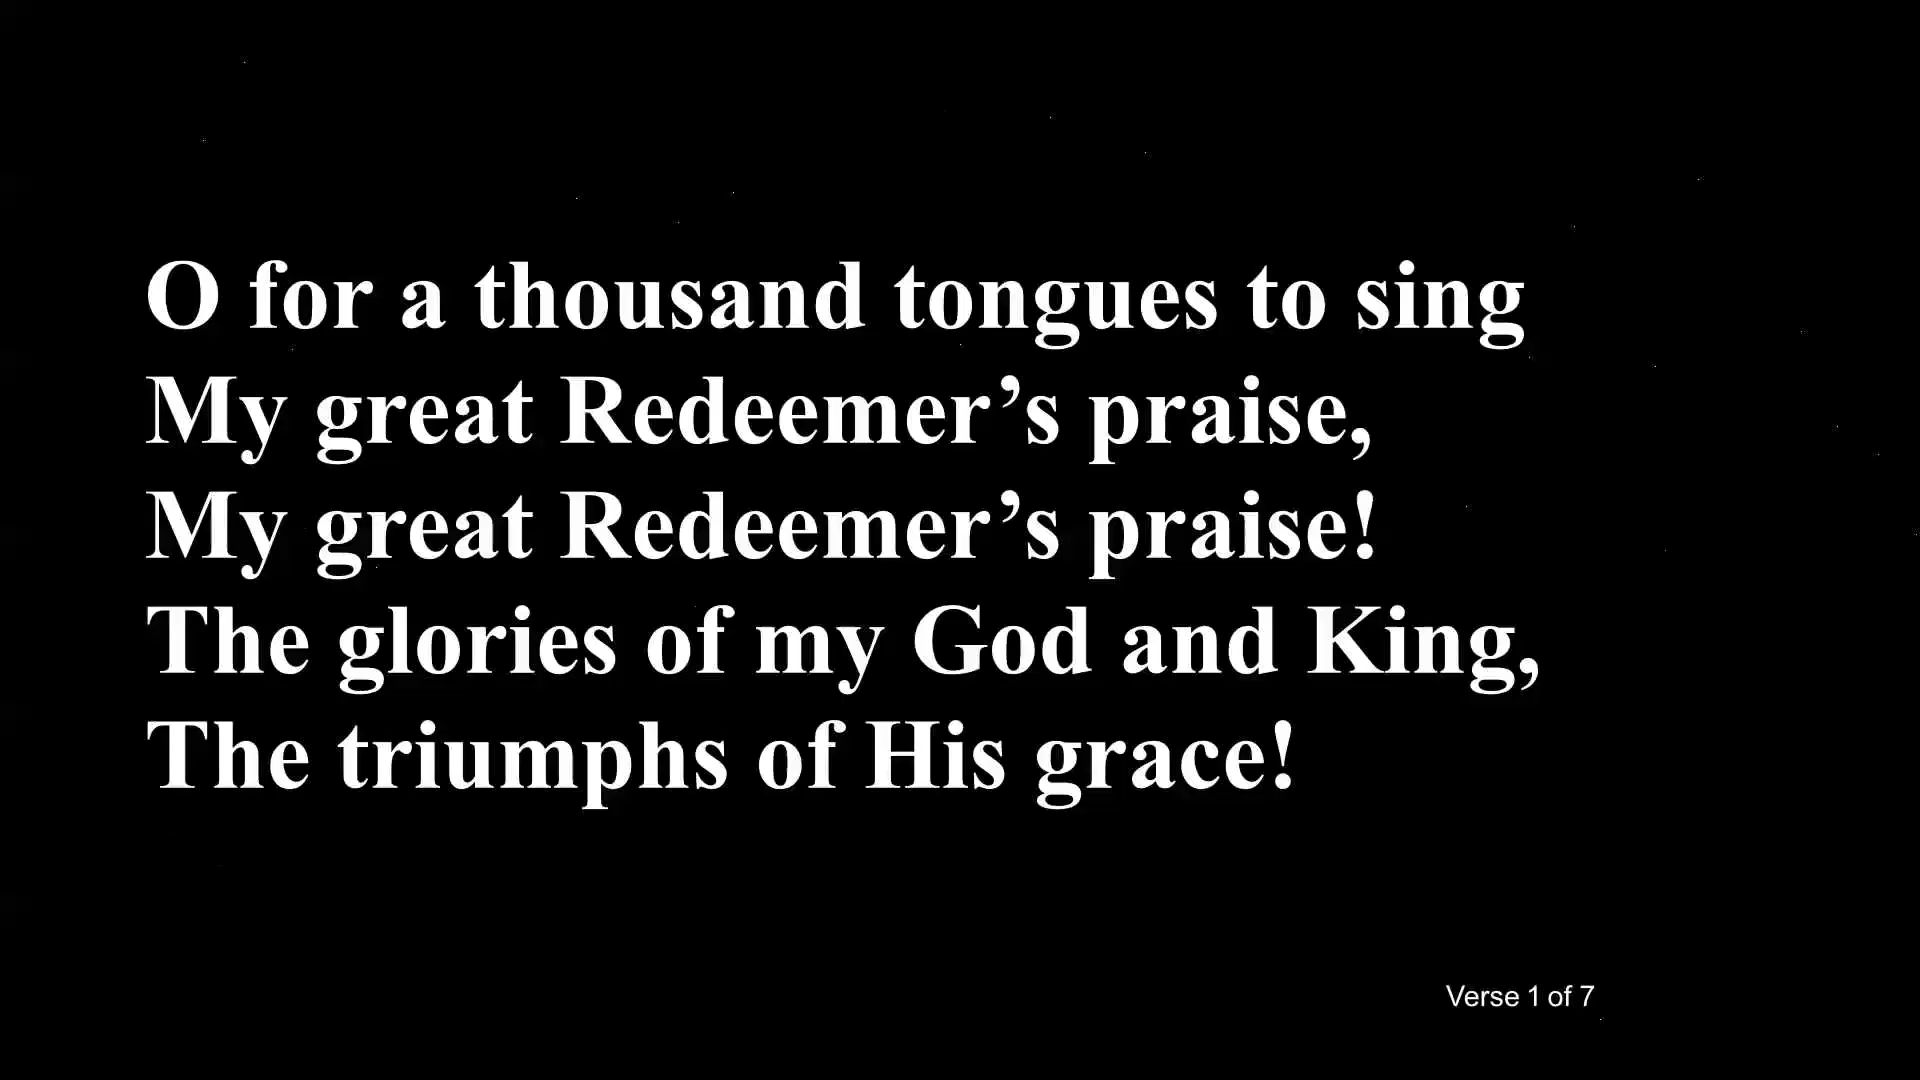 O for a thousand tongues to sing
My great Redeemer’s praise,
My great Redeemer’s praise!
The glories of my God and King,
The triumphs of His grace!
Verse 1 of 7